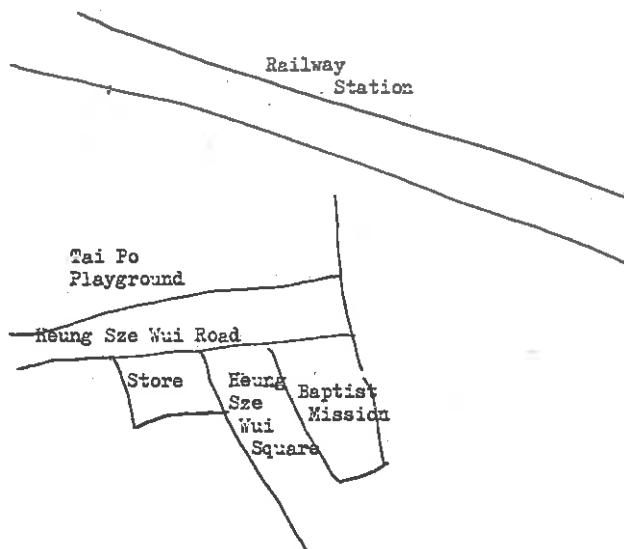 Railway
Station
Tai Po
Playground
Heung Sze Wui Road
Store
Heung
Sze
Wui
Square
Baptist
Mission